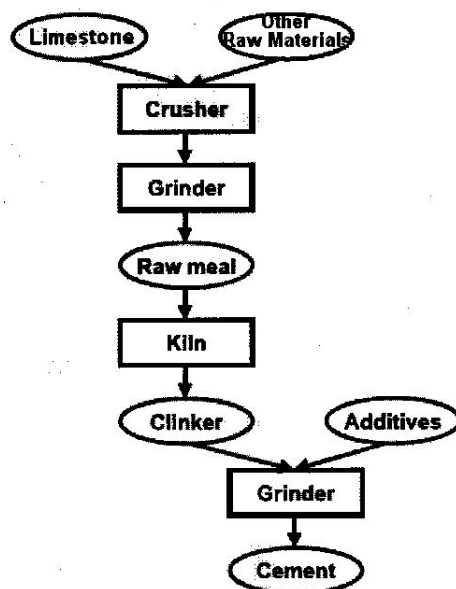 Limestone
Other
Raw Materials
Crusher
Grinder
Raw meal
Kiln
Clinker
Additives
Grinder
Cement